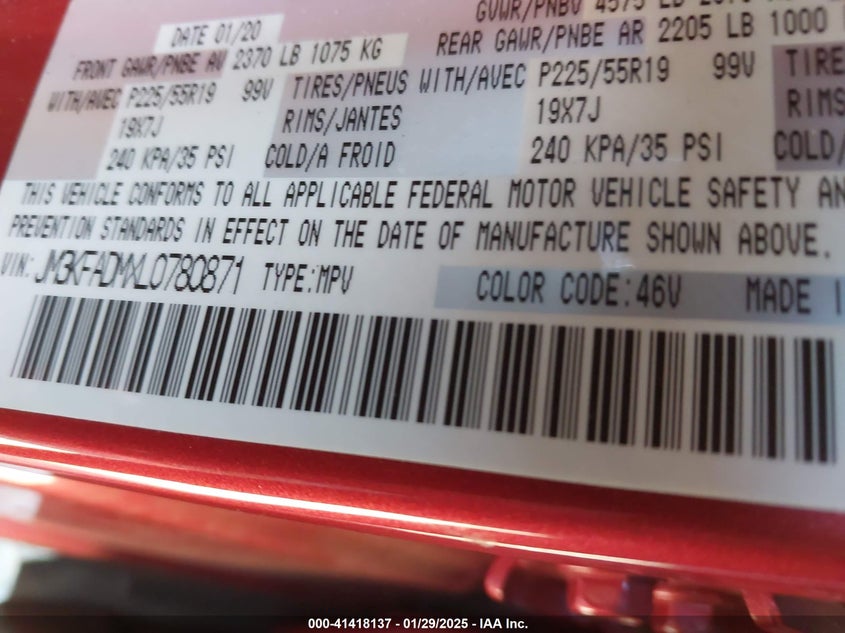 GVWR/PNBV 4575 LB
DATE 01/20
FRONT GAWR/PNBE AV 2370 LB 1075 KG REAR GAWR/PNBE AR 2205 LB 1000
WITH/AVEC P225/55R19 99V TIRES/PNEUS WITH/AVEC P225/55R19 99V TIRE
19X7J RIMS/JANTES 19X7J RIMS
240 KPA/35 PSI COLD/A FROID 240 KPA/35 PSI COLD/
THIS VEHICLE CONFORMS TO ALL APPLICABLE FEDERAL MOTOR VEHICLE SAFETY AN
PREVENTION STANDARDS IN EFFECT ON THE DATE OF MANUFACTURE SHOWN ABOVE.
VIN: JM3KFADMXL0780871 TYPE:MPV COLOR CODE:46V MADE I
000-41418137 - 01/29/2025 - IAA Inc.